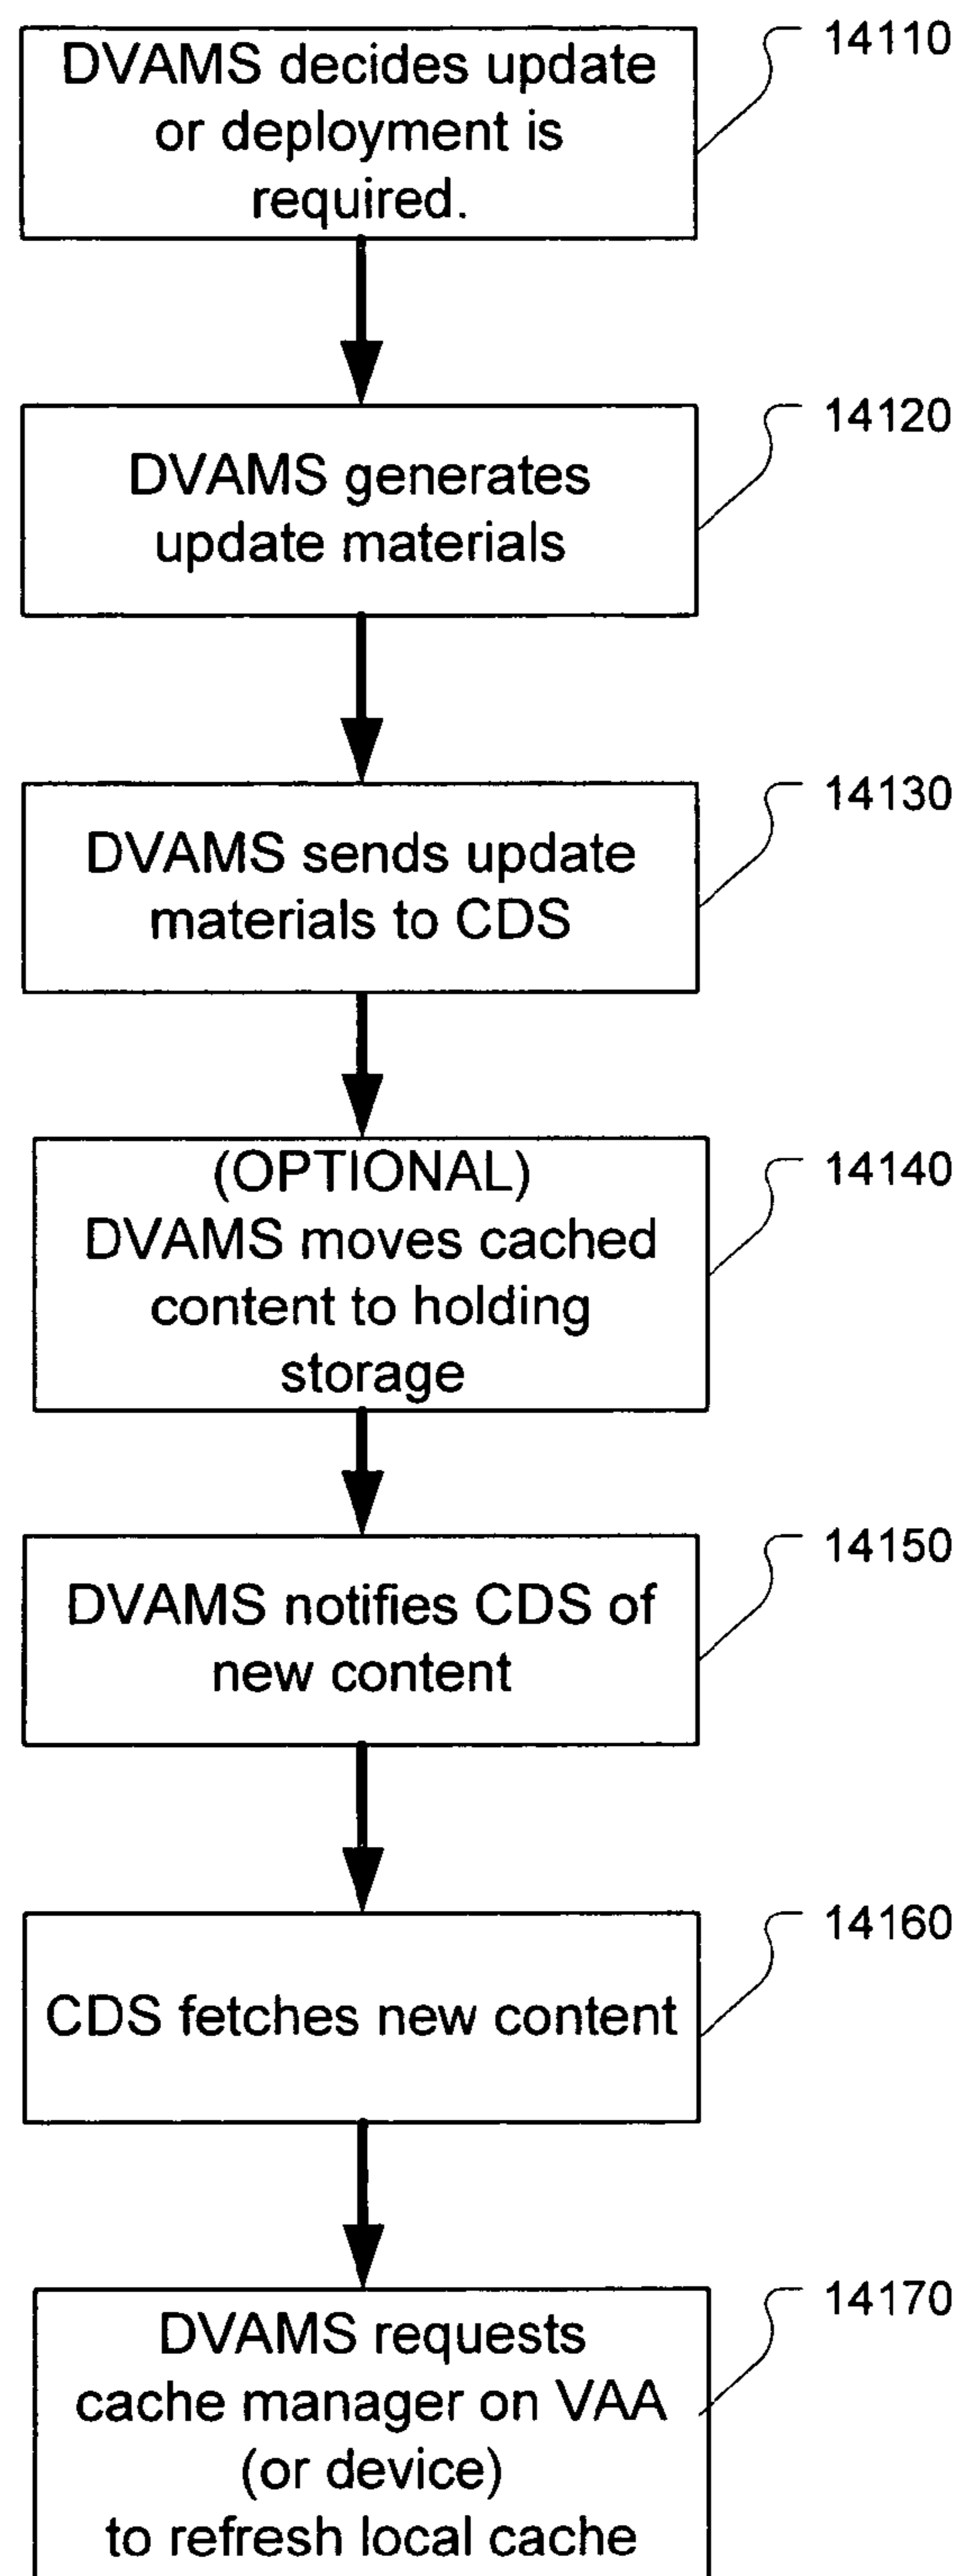 14110
DVAMS decides update
or deployment is
required.
14120
DVAMS generates
update materials
14130
DVAMS sends update
materials to CDS
14140
(OPTIONAL)
DVAMS moves cached
content to holding
storage
14150
DVAMS notifies CDS of
new content
14160
CDS fetches new content
14170
DVAMS requests
cache manager on VAA
(or device)
to refresh local cache